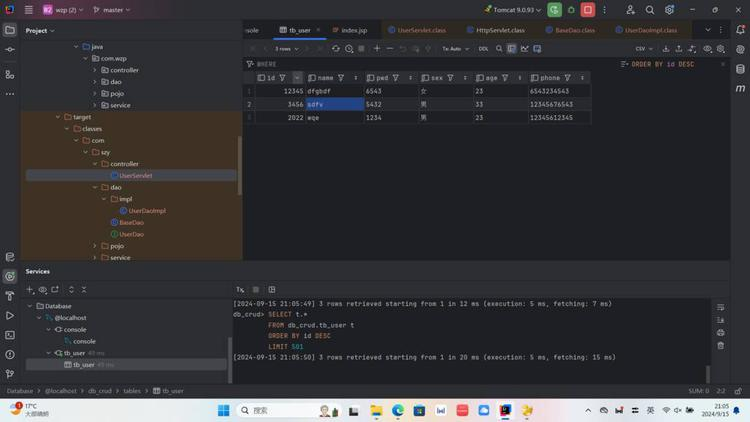 W2 wzp (2) master Tomcat 9.0.93
Project
console tb_user index.jsp UserServlet.class HttpServlet.class BaseDao.class UserDaoImpl.class
3 rows Tx: Auto DDL CSV
WHERE ORDER BY id DESC
id name pwd sex age phone
1 12345 dfgbdf 6543 女 23 6543234543
2 3456 sdfv 5432 男 33 12345676543
3 2022 wqe 1234 男 23 12345612345
java
com.wzp
controller
dao
pojo
service
target
classes
com
szy
controller
UserServlet
dao
impl
UserDaoImpl
BaseDao
UserDao
pojo
service
Services
Tx
Database
@localhost
console
console
tb_user 49 ms
tb_user 49 ms
[2024-09-15 21:05:49] 3 rows retrieved starting from 1 in 12 ms (execution: 5 ms, fetching: 7 ms)
db_crud> SELECT t.*
FROM db_crud.tb_user t
ORDER BY id DESC
LIMIT 501
[2024-09-15 21:05:50] 3 rows retrieved starting from 1 in 20 ms (execution: 5 ms, fetching: 15 ms)
Database > @localhost > db_crud > tables > tb_user SUM: 0 2:2
1 17°C
大部晴朗
搜索
英
21:05
2024/9/15